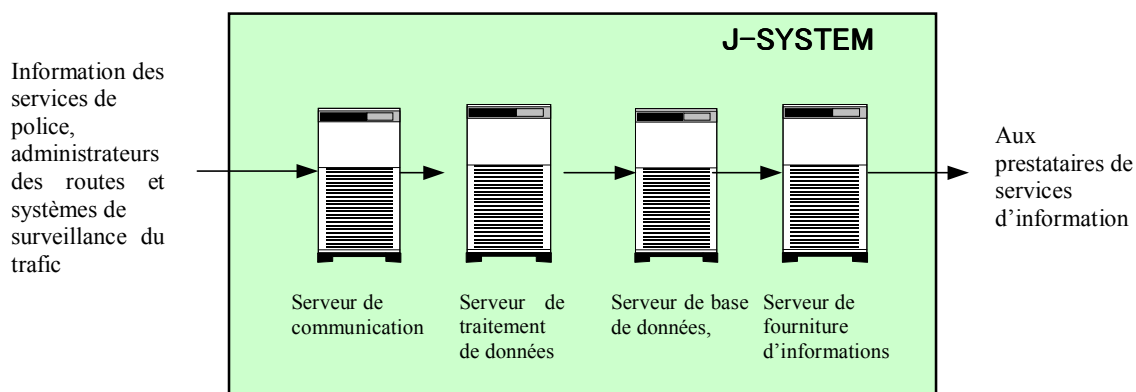 J-SYSTEM
Information des
services de
police,
administrateurs
des routes et
systèmes de
surveillance du
trafic
Serveur de
communication
Serveur de
traitement
de données
Serveur de base
de données,
Serveur de
fourniture
d'informations
Aux
prestataires de
services
d'information